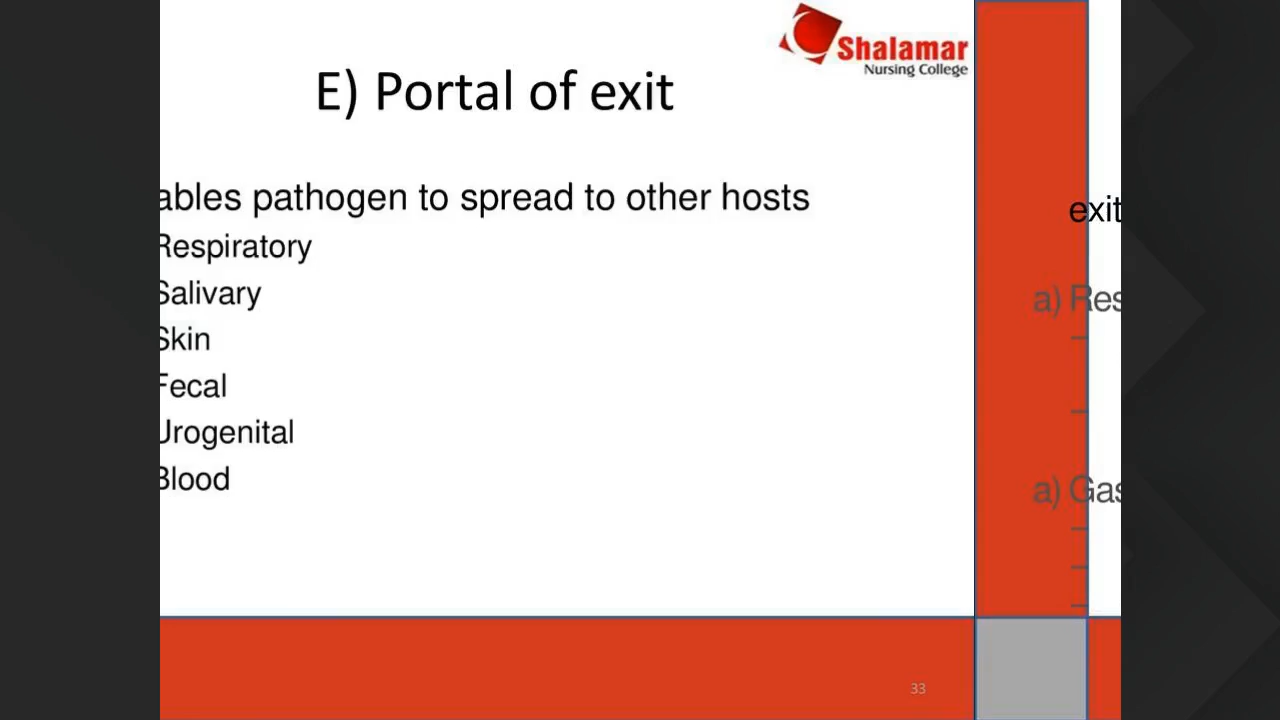 Shalamar
Nursing College
E) Portal of exit
ables pathogen to spread to other hosts
Respiratory
Salivary
Skin
Fecal
Urogenital
Blood
33
exit
a) Res
a) Gas